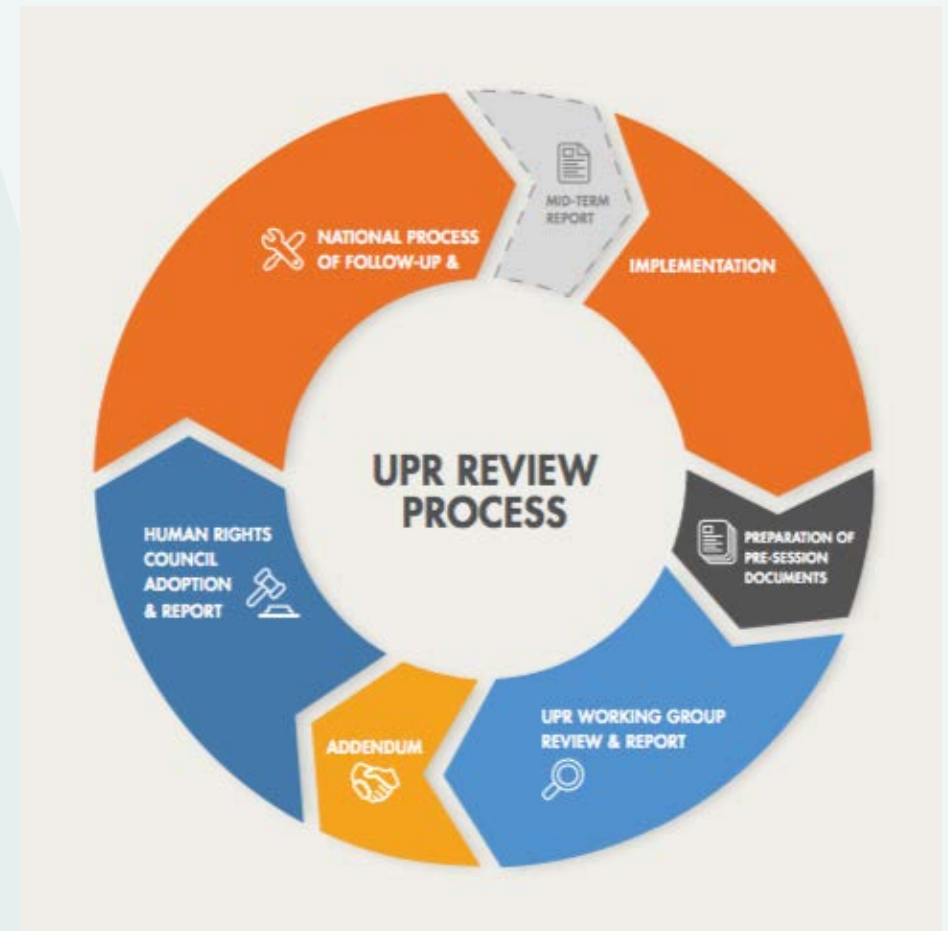 MID-TERM
REPORT
NATIONAL PROCESS
OF FOLLOW-UP &
IMPLEMENTATION
UPR REVIEW
PROCESS
PREPARATION OF
PRE-SESSION
DOCUMENTS
HUMAN RIGHTS
COUNCIL
ADOPTION
& REPORT
UPR WORKING GROUP
REVIEW & REPORT
ADDENDUM